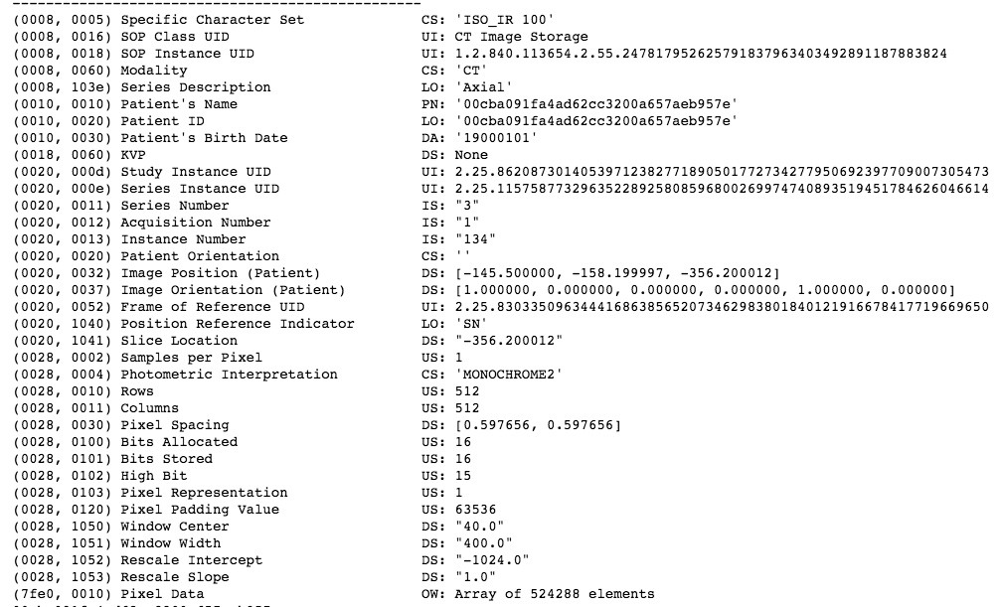 ------------------------------------------------
(0008, 0005) Specific Character Set              CS: 'ISO_IR 100'
(0008, 0016) SOP Class UID                       UI: CT Image Storage
(0008, 0018) SOP Instance UID                    UI: 1.2.840.113654.2.55.247817952625791837963403492891187883824
(0008, 0060) Modality                            CS: 'CT'
(0008, 103e) Series Description                  LO: 'Axial'
(0010, 0010) Patient's Name                      PN: '00cba091fa4ad62cc3200a657aeb957e'
(0010, 0020) Patient ID                          LO: '00cba091fa4ad62cc3200a657aeb957e'
(0010, 0030) Patient's Birth Date                DA: '19000101'
(0018, 0060) KVP                                 DS: None
(0020, 000d) Study Instance UID                  UI: 2.25.86208730140539712382771890501772734277950692397709007305473
(0020, 000e) Series Instance UID                 UI: 2.25.11575877329635228925808596800269974740893519451784626046614
(0020, 0011) Series Number                       IS: "3"
(0020, 0012) Acquisition Number                  IS: "1"
(0020, 0013) Instance Number                     IS: "134"
(0020, 0020) Patient Orientation                 CS: ''
(0020, 0032) Image Position (Patient)            DS: [-145.500000, -158.199997, -356.200012]
(0020, 0037) Image Orientation (Patient)         DS: [1.000000, 0.000000, 0.000000, 0.000000, 1.000000, 0.000000]
(0020, 0052) Frame of Reference UID              UI: 2.25.83033509634441686385652073462983801840121916678417719669650
(0020, 1040) Position Reference Indicator        LO: 'SN'
(0020, 1041) Slice Location                      DS: "-356.200012"
(0028, 0002) Samples per Pixel                   US: 1
(0028, 0004) Photometric Interpretation          CS: 'MONOCHROME2'
(0028, 0010) Rows                                US: 512
(0028, 0011) Columns                             US: 512
(0028, 0030) Pixel Spacing                       DS: [0.597656, 0.597656]
(0028, 0100) Bits Allocated                      US: 16
(0028, 0101) Bits Stored                         US: 16
(0028, 0102) High Bit                            US: 15
(0028, 0103) Pixel Representation                US: 1
(0028, 0120) Pixel Padding Value                 US: 63536
(0028, 1050) Window Center                       DS: "40.0"
(0028, 1051) Window Width                        DS: "400.0"
(0028, 1052) Rescale Intercept                   DS: "-1024.0"
(0028, 1053) Rescale Slope                       DS: "1.0"
(7fe0, 0010) Pixel Data                          OW: Array of 524288 elements